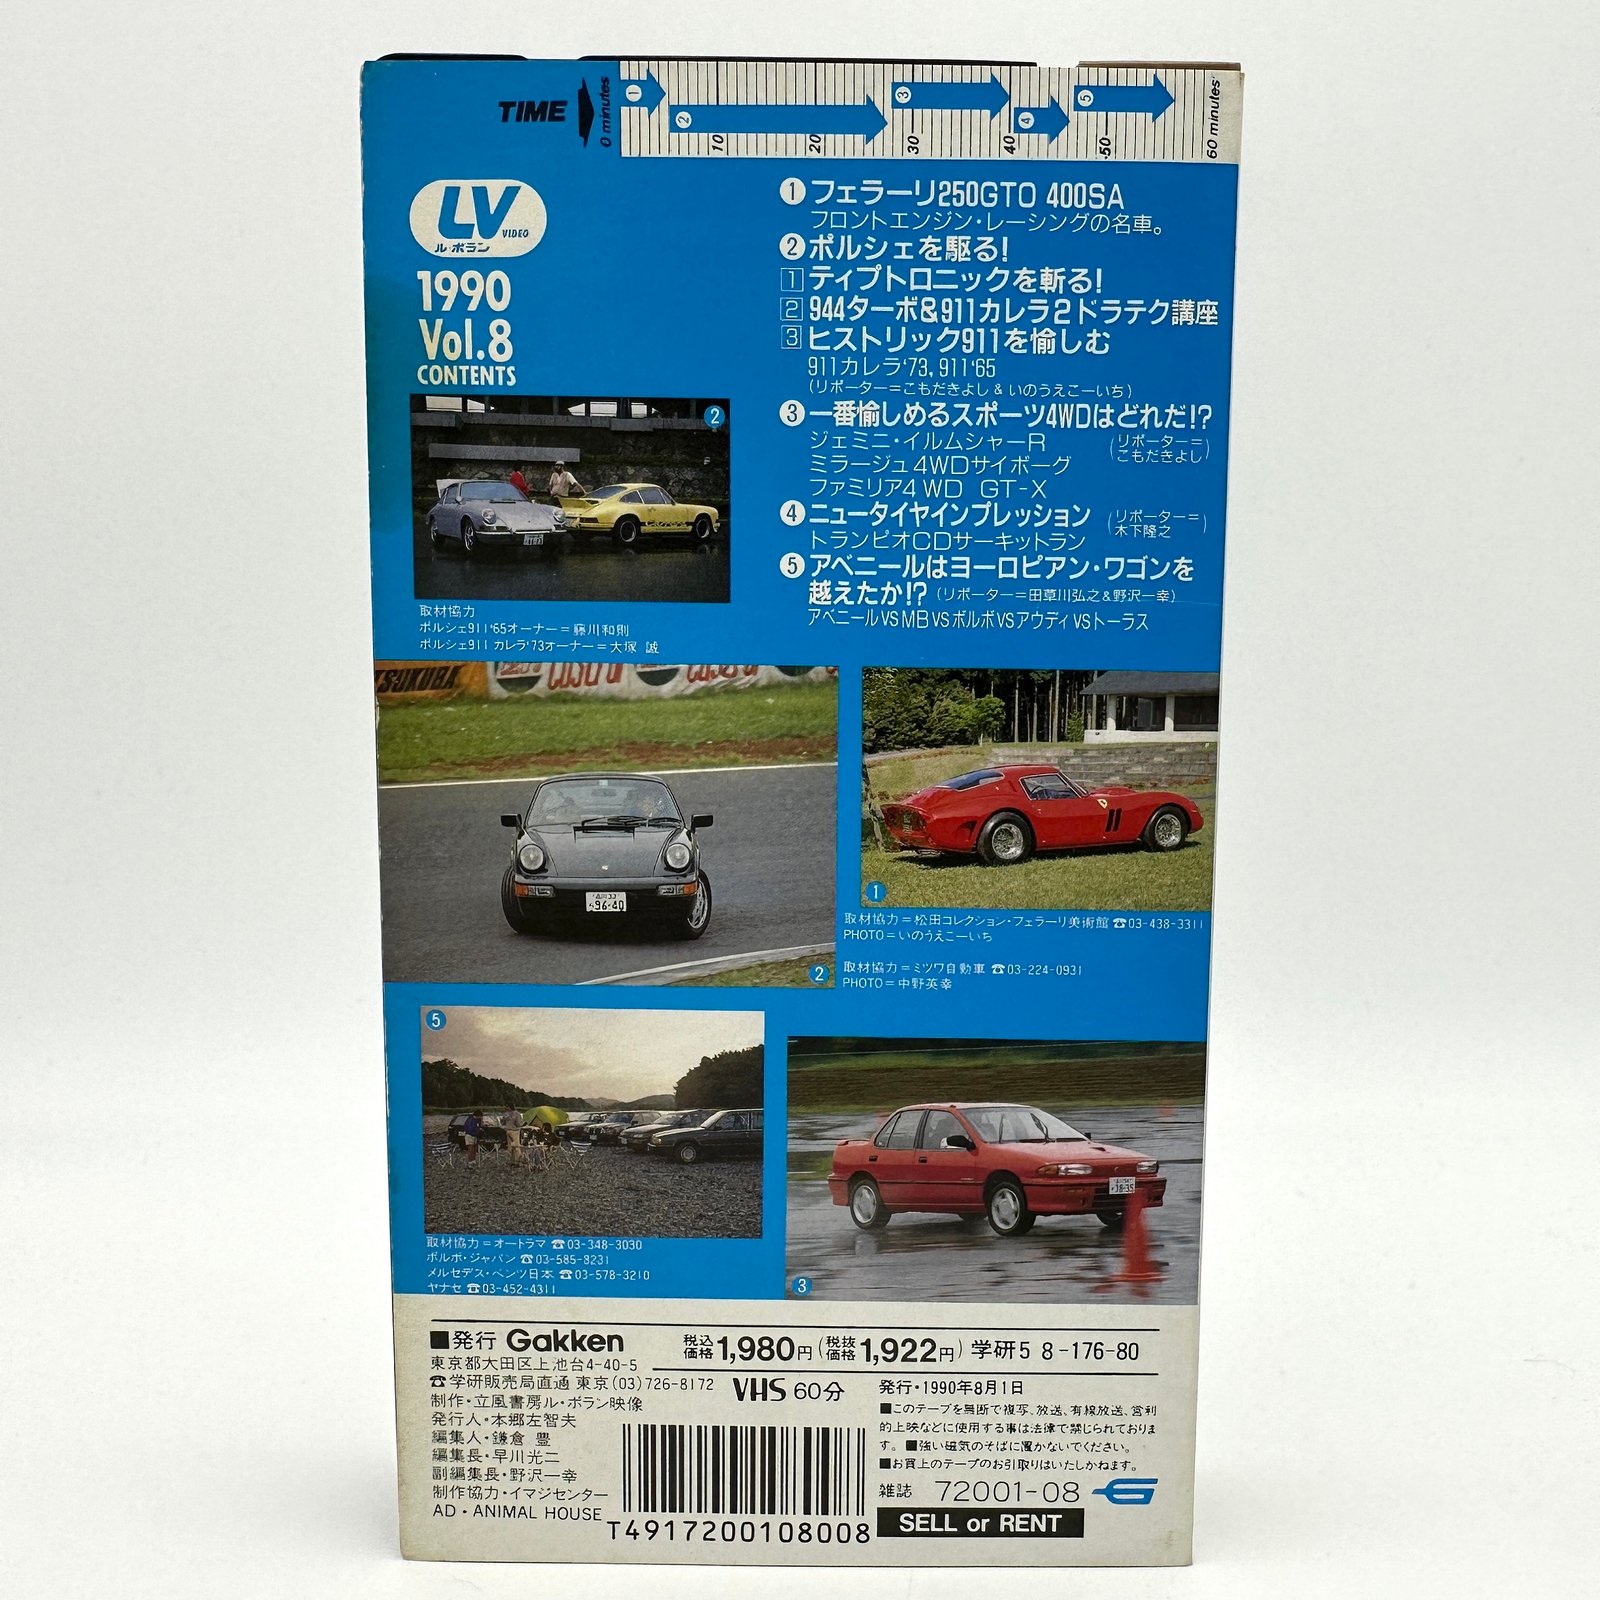 TIME
0 minutes
10
20
30
40
50
60 minutes
1
2
3
4
5
LV
VIDEO
ル・ボラン
1990
Vol.8
CONTENTS
1 フェラーリ250GTO 400SA
フロントエンジン・レーシングの名車。
2 ポルシェを駆る!
1 ティプトロニックを斬る!
2 944ターボ&911カレラ2ドラテク講座
3 ヒストリック911を愉しむ
911カレラ'73, 911'65
(リポーター=こもだきよし&いのうえこーいち)
3 一番愉しめるスポーツ4WDはどれだ!?
ジェミニ・イルムシャーR
(リポーター=こもだきよし)
ミラージュ4WDサイボーグ
ファミリア4WD GT-X
4 ニュータイヤインプレッション
(リポーター=木下隆之)
トランピオCDサーキットラン
5 アベニールはヨーロピアン・ワゴンを
越えたか!? (リポーター=田草川弘之&野沢一幸)
アベニールVSMBVSボルボVSアウディVSトーラス
2
取材協力
ポルシェ911'65オーナー=藤川和則
ポルシェ911カレラ'73オーナー=大塚 誠
TSUKUBA
Castrol
96-40
2
1
取材協力=松田コレクション・フェラーリ美術館 ☎03-438-3311
PHOTO=いのうえこーいち
取材協力=ミツワ自動車 ☎03-224-0931
PHOTO=中野英幸
5
取材協力=オートラマ ☎03-348-3030
ボルボ・ジャパン ☎03-585-8231
メルセデス・ベンツ日本 ☎03-578-3210
ヤナセ ☎03-452-4311
18-35
3
■発行 Gakken
東京都大田区上池台4-40-5
☎学研販売局直通 東京(03)726-8172
税込価格1,980円(税抜価格1,922円) 学研5 8-176-80
VHS 60分
発行・1990年8月1日
制作・立風書房ル・ボラン映像
発行人・本郷左智夫
編集人・鎌倉 豊
編集長・早川光二
副編集長・野沢一幸
制作協力・イマジセンター
AD・ANIMAL HOUSE
■このテープを無断で複写、放送、有線放送、営利
的上映などに使用する事は法律で禁じられておりま
す。■強い磁気のそばに置かないでください。
■お買上のテープのお引取りはいたしかねます。
雑誌 72001-08
T4917200108008
SELL or RENT